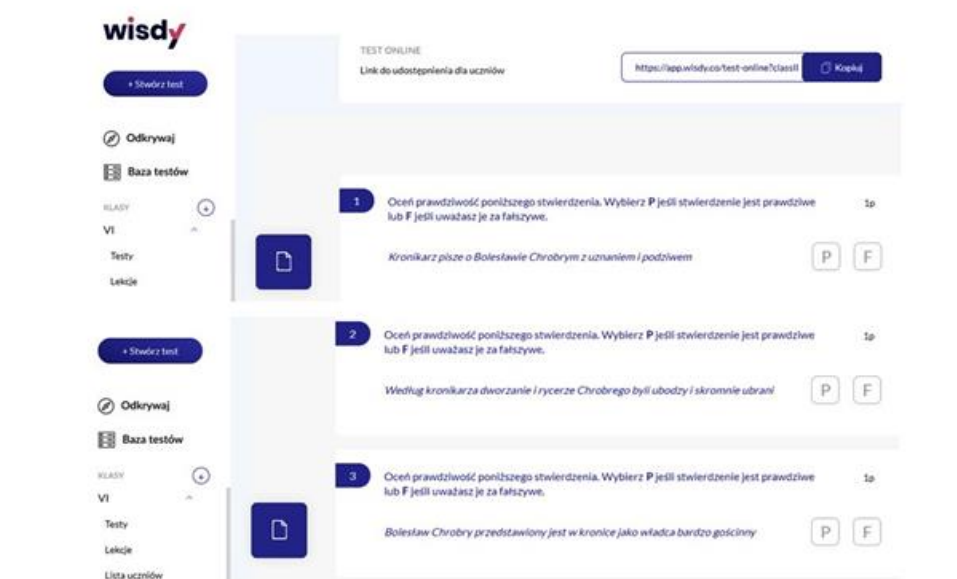 wisdy
+ Stwórz test
Odkrywaj
Baza testów
KLASY
VI
Testy
Lekcje
TEST ONLINE
Link do udostępnienia dla uczniów
https://app.wisdy.co/test-online?classII
Kopiuj
1
Oceń prawdziwość poniższego stwierdzenia. Wybierz P jeśli stwierdzenie jest prawdziwe
lub F jeśli uważasz je za fałszywe.
1p
Kronikarz pisze o Bolesławie Chrobrym z uznaniem i podziwem
P F
+ Stwórz test
Odkrywaj
Baza testów
KLASY
VI
Testy
Lekcje
Lista uczniów
2
Oceń prawdziwość poniższego stwierdzenia. Wybierz P jeśli stwierdzenie jest prawdziwe
lub F jeśli uważasz je za fałszywe.
1p
Według kronikarza dworzanie i rycerze Chrobrego byli ubodzy i skromnie ubrani
P F
3
Oceń prawdziwość poniższego stwierdzenia. Wybierz P jeśli stwierdzenie jest prawdziwe
lub F jeśli uważasz je za fałszywe.
1p
Bolesław Chrobry przedstawiony jest w kronice jako władca bardzo gościnny
P F